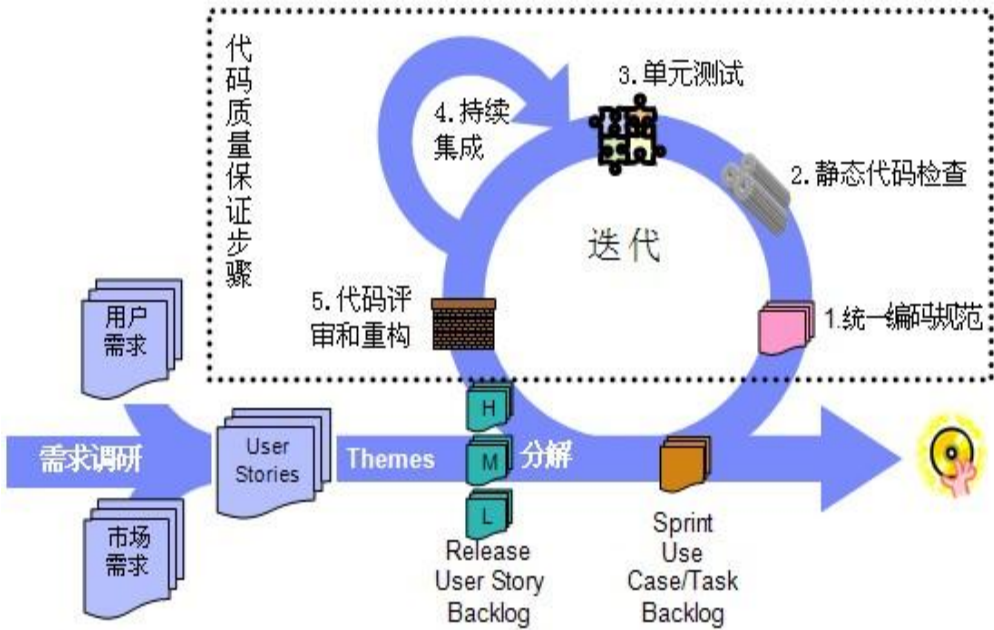 代码质量保证步骤
3.单元测试
4.持续
集成
2.静态代码检查
迭代
5.代码评
审和重构
1.统一编码规范
用户
需求
需求调研
User
Stories
Themes
H
M
L
分解
市场
需求
Release
User Story
Backlog
Sprint
Use
Case/Task
Backlog